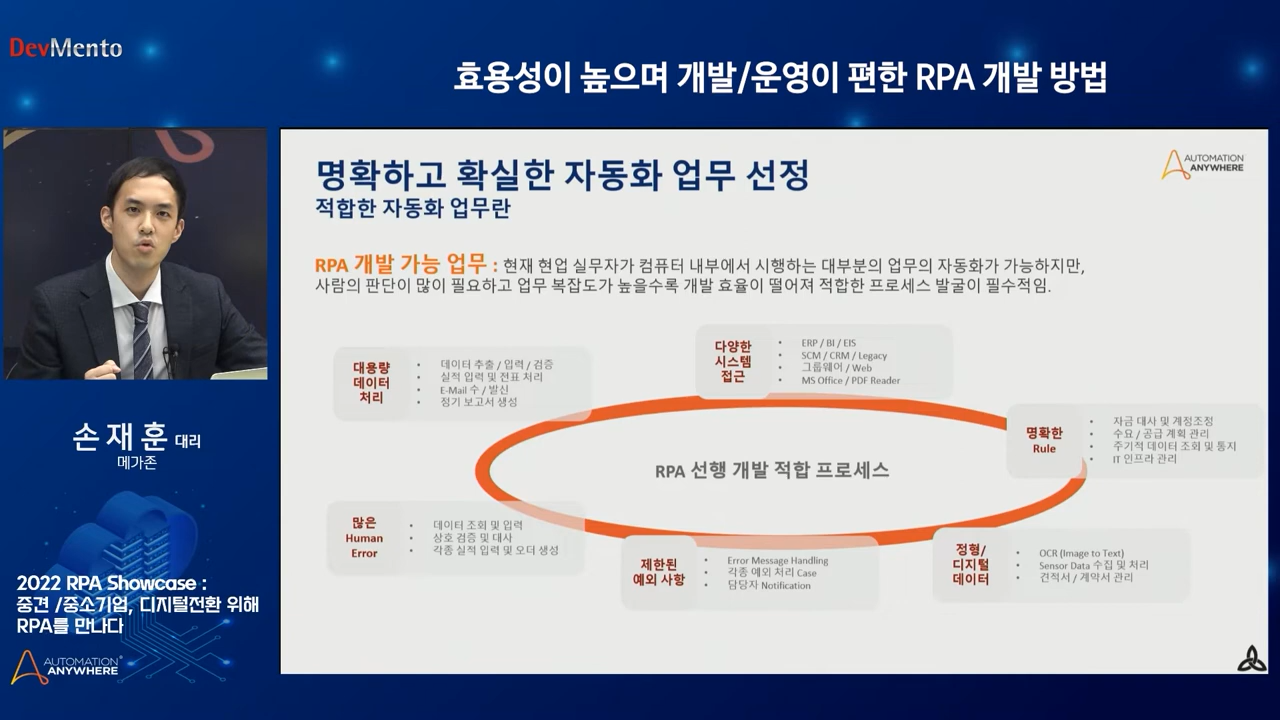 DevMento
효용성이 높으며 개발/운영이 편한 RPA 개발 방법
명확하고 확실한 자동화 업무 선정
적합한 자동화 업무란
AUTOMATION
ANYWHERE
RPA 개발 가능 업무 : 현재 현업 실무자가 컴퓨터 내부에서 시행하는 대부분의 업무의 자동화가 가능하지만,
사람의 판단이 많이 필요하고 업무 복잡도가 높을수록 개발 효율이 떨어져 적합한 프로세스 발굴이 필수적임.
대용량
데이터
처리
• 데이터 추출 / 입력 / 검증
• 실적 입력 및 전표 처리
• E-Mail 수 / 발신
• 정기 보고서 생성
다양한
시스템
접근
• ERP / BI / EIS
• SCM / CRM / Legacy
• 그룹웨어 / Web
• MS Office / PDF Reader
명확한
Rule
• 자금 대사 및 계정조정
• 수요 / 공급 계획 관리
• 주기적 데이터 조회 및 통지
• IT 인프라 관리
RPA 선행 개발 적합 프로세스
많은
Human
Error
• 데이터 조회 및 입력
• 상호 검증 및 대사
• 각종 실적 입력 및 오더 생성
제한된
예외 사항
• Error Message Handling
• 각종 예외 처리 Case
• 담당자 Notification
정형/
디지털
데이터
• OCR (Image to Text)
• Sensor Data 수집 및 처리
• 견적서 / 계약서 관리
손재훈 대리
메가존
2022 RPA Showcase :
중견 /중소기업, 디지털전환 위해
RPA를 만나다
AUTOMATION
ANYWHERE